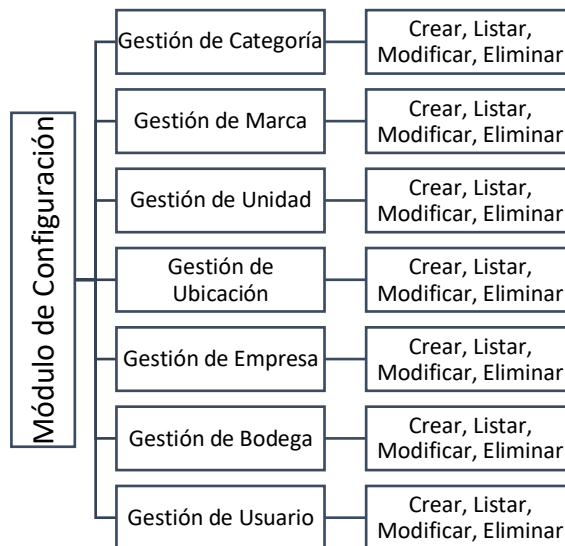 Módulo de Configuración
Gestión de Categoría
Crear, Listar,
Modificar, Eliminar
Gestión de Marca
Crear, Listar,
Modificar, Eliminar
Gestión de Unidad
Crear, Listar,
Modificar, Eliminar
Gestión de
Ubicación
Crear, Listar,
Modificar, Eliminar
Gestión de Empresa
Crear, Listar,
Modificar, Eliminar
Gestión de Bodega
Crear, Listar,
Modificar, Eliminar
Gestión de Usuario
Crear, Listar,
Modificar, Eliminar